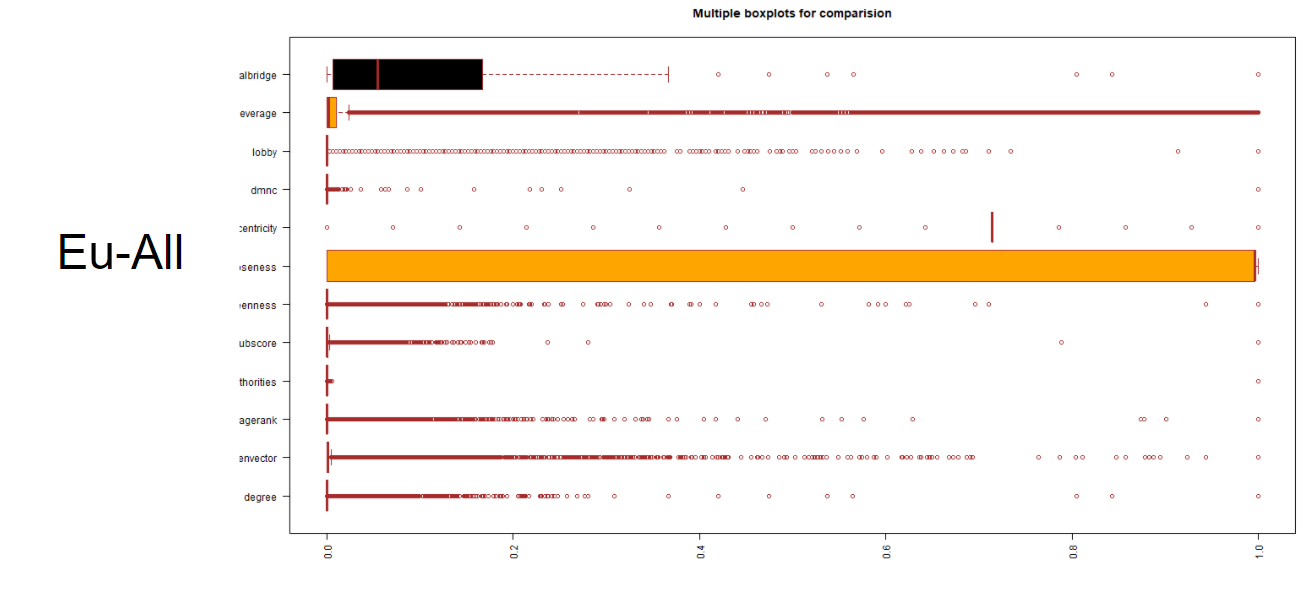 Multiple boxplots for comparision
albridge
everage
lobby
dmnc
Eu-All
centricity
oseness
enness
ubscore
thorities
agerank
envector
degree
0.0
0.2
0.4
0.6
0.8
1.0